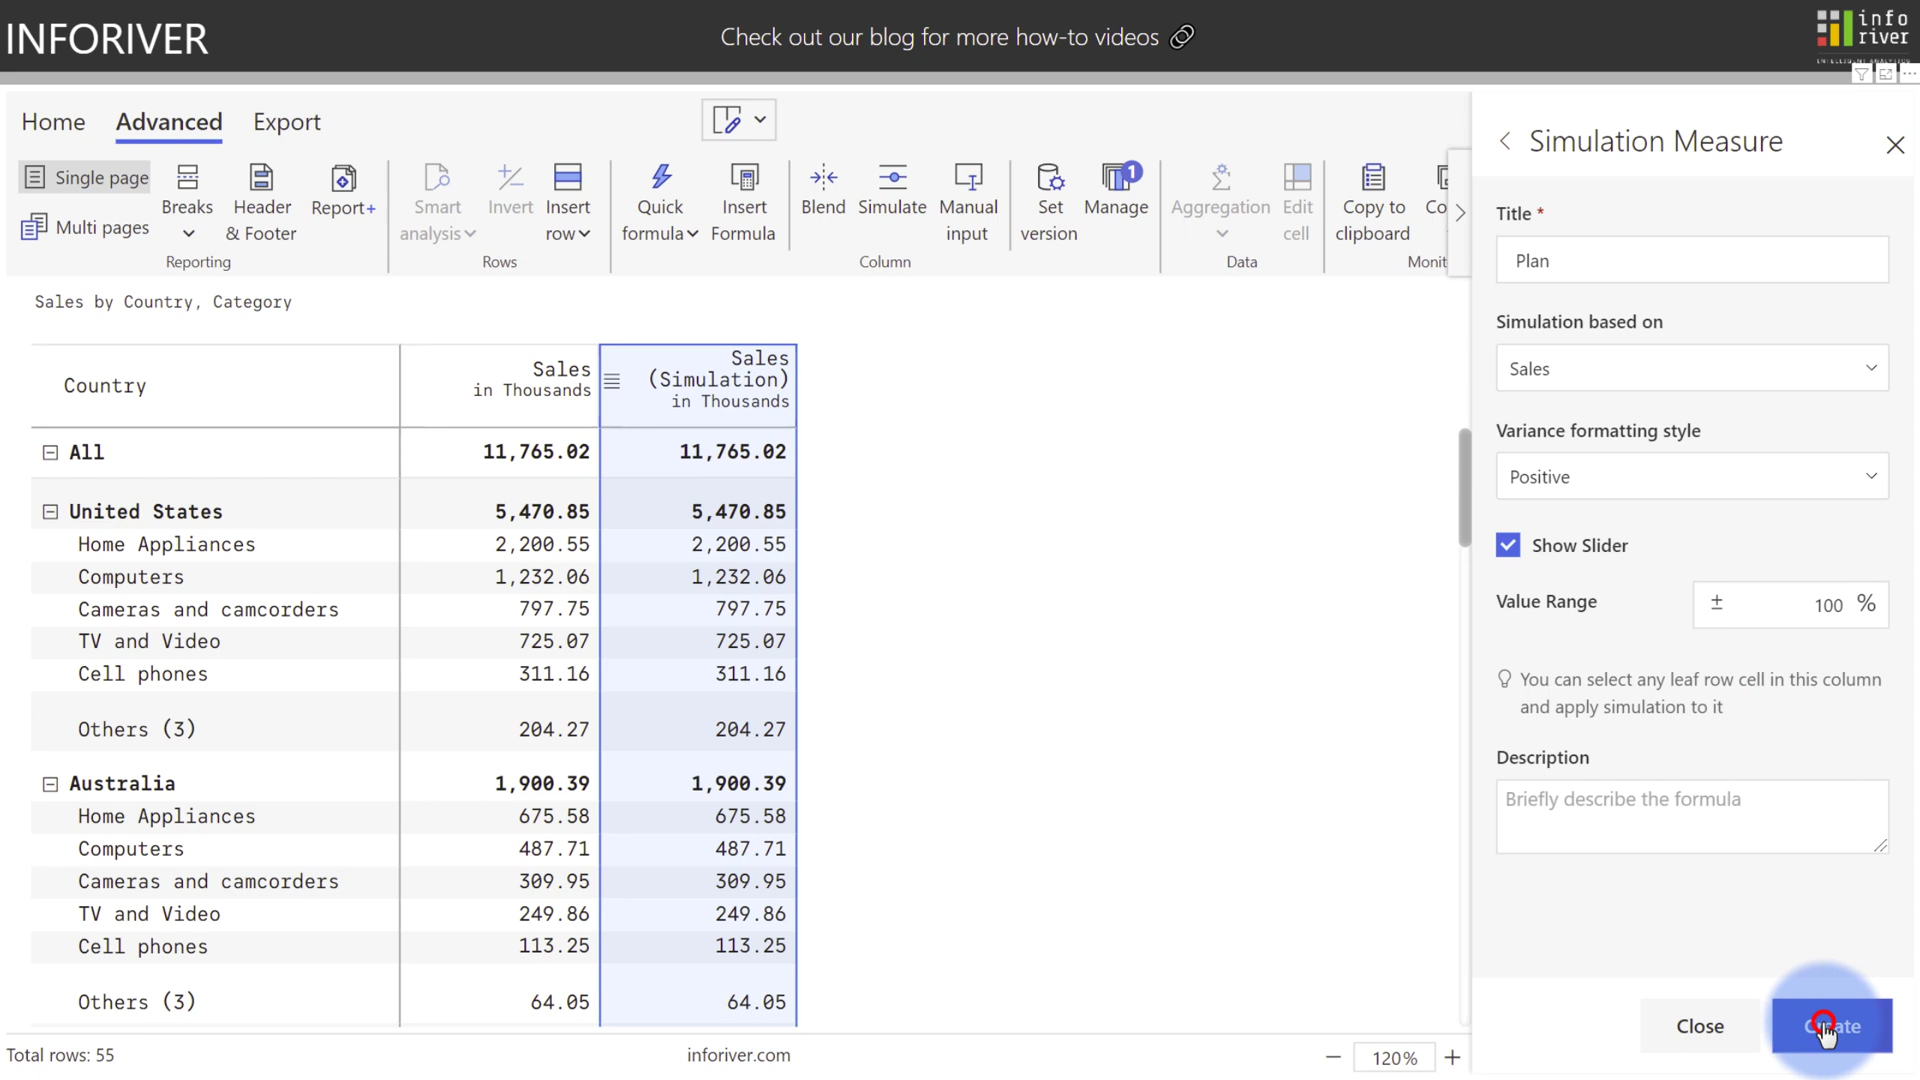 INFORIVER
Check out our blog for more how-to videos
info
river
Home
Advanced
Export
Single page
Multi pages
Breaks
Header
& Footer
Report+
Reporting
Smart
analysis
Invert
Insert
row
Rows
Quick
formula
Insert
Formula
Blend
Simulate
Manual
input
Column
Set
version
Manage
1
Aggregation
Edit
cell
Data
Copy to
clipboard
Co
Monit
Sales by Country, Category
Country
Sales
in Thousands
Sales
(Simulation)
in Thousands
All 11,765.02 11,765.02
United States 5,470.85 5,470.85
Home Appliances 2,200.55 2,200.55
Computers 1,232.06 1,232.06
Cameras and camcorders 797.75 797.75
TV and Video 725.07 725.07
Cell phones 311.16 311.16
Others (3) 204.27 204.27
Australia 1,900.39 1,900.39
Home Appliances 675.58 675.58
Computers 487.71 487.71
Cameras and camcorders 309.95 309.95
TV and Video 249.86 249.86
Cell phones 113.25 113.25
Others (3) 64.05 64.05
Total rows: 55
inforiver.com
120%
Simulation Measure
Title *
Plan
Simulation based on
Sales
Variance formatting style
Positive
Show Slider
Value Range ± 100 %
You can select any leaf row cell in this column
and apply simulation to it
Description
Briefly describe the formula
Close